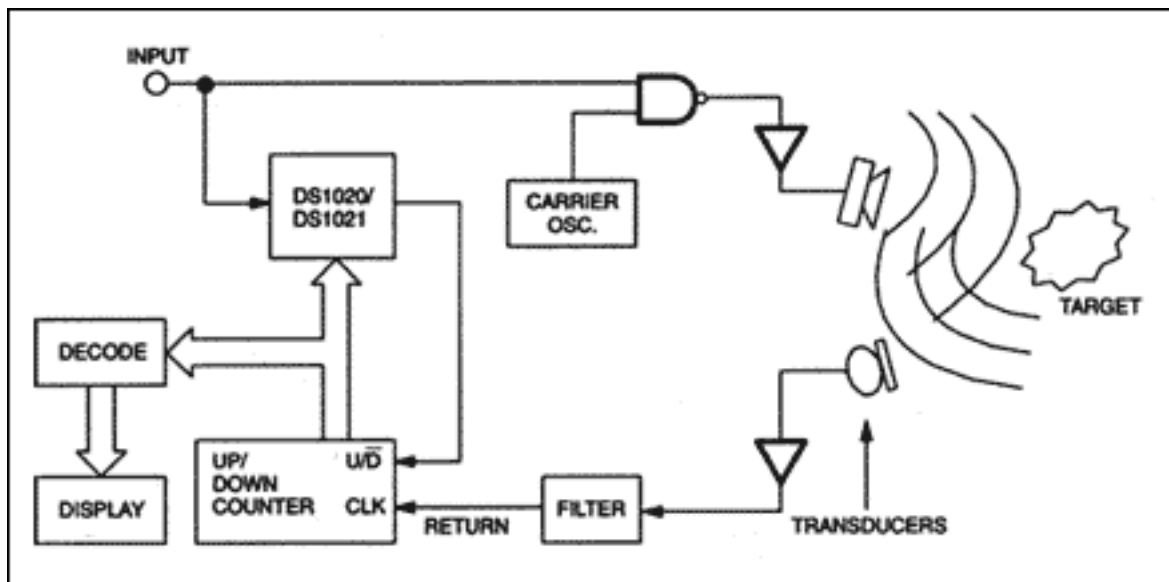 INPUT
DS1020/
DS1021
CARRIER
OSC.
TARGET
DECODE
UP/
DOWN
COUNTER
U/D̅
CLK
DISPLAY
RETURN
FILTER
TRANSDUCERS